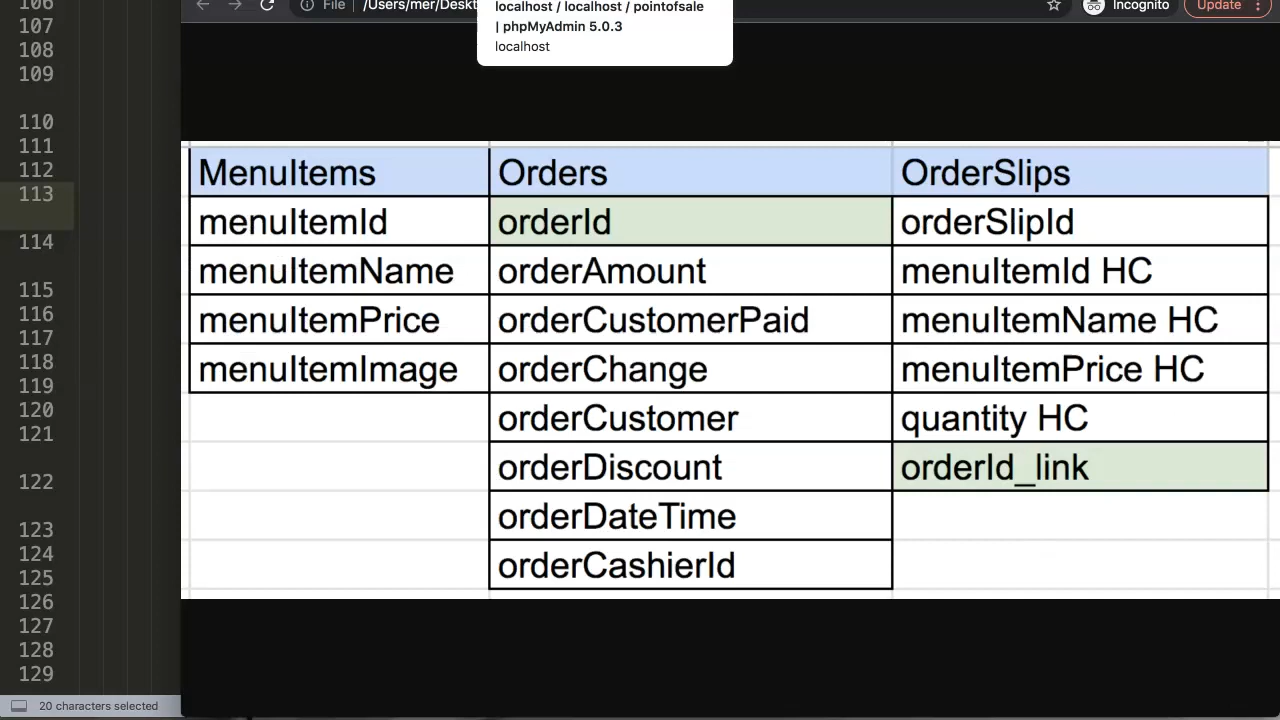 106
107
108
109
110
111
112
113
114
115
116
117
118
119
120
121
122
123
124
125
126
127
128
129
20 characters selected
File
/Users/mer/Deskt
localhost / localhost / pointofsale
| phpMyAdmin 5.0.3
localhost
Incognito
Update
MenuItems Orders OrderSlips
menuItemId orderId orderSlipId
menuItemName orderAmount menuItemId HC
menuItemPrice orderCustomerPaid menuItemName HC
menuItemImage orderChange menuItemPrice HC
orderCustomer quantity HC
orderDiscount orderId_link
orderDateTime
orderCashierId